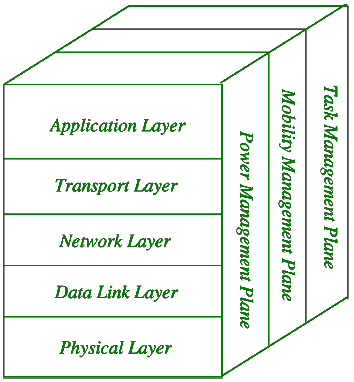 Application Layer
Transport Layer
Network Layer
Data Link Layer
Physical Layer
Power Management Plane
Mobility Management Plane
Task Management Plane